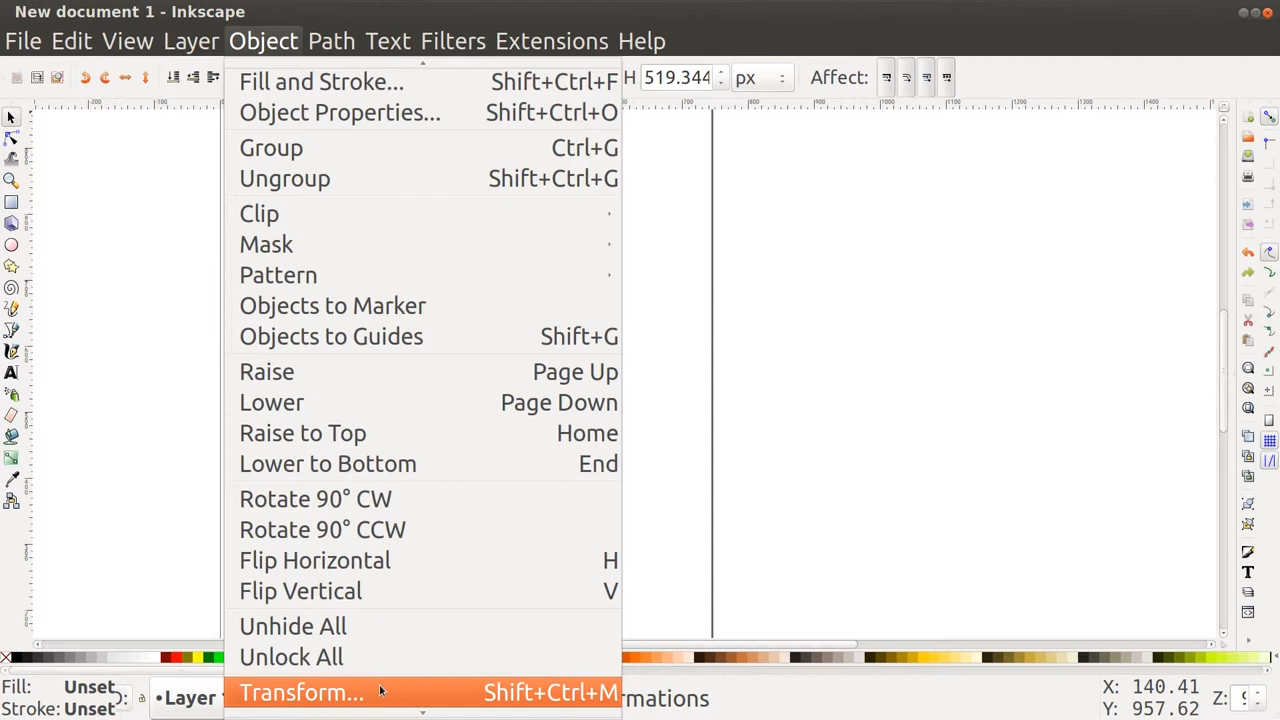 New document 1 - Inkscape
File Edit View Layer Object Path Text Filters Extensions Help
H 519.344 px Affect:
Fill and Stroke... Shift+Ctrl+F
Object Properties... Shift+Ctrl+O
Group Ctrl+G
Ungroup Shift+Ctrl+G
Clip
Mask
Pattern
Objects to Marker
Objects to Guides Shift+G
Raise Page Up
Lower Page Down
Raise to Top Home
Lower to Bottom End
Rotate 90° CW
Rotate 90° CCW
Flip Horizontal H
Flip Vertical V
Unhide All
Unlock All
Transform... Shift+Ctrl+M
Fill: Unset
Stroke: Unset
•Layer
rmations
X: 140.41
Y: 957.62
Z: